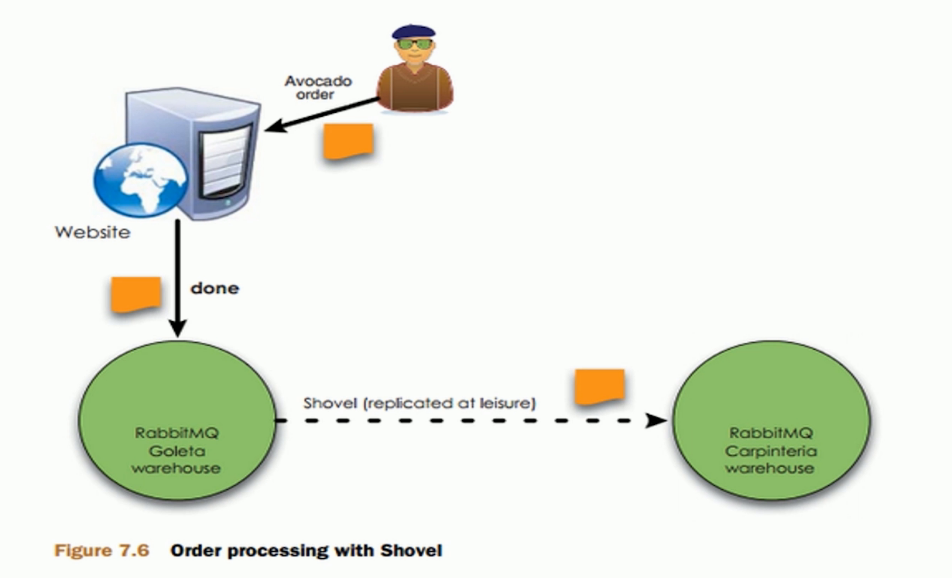 Avocado
order
Website
done
Shovel (replicated at leisure)
RabbitMQ
Goleta
warehouse
RabbitMQ
Carpinteria
warehouse
Figure 7.6 Order processing with Shovel